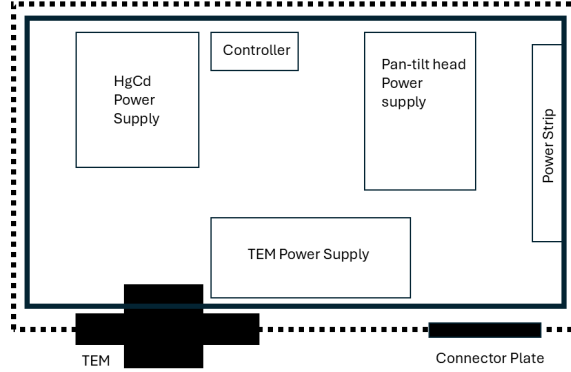 Controller
HgCd
Power
Supply
Pan-tilt head
Power
supply
Power Strip
TEM Power Supply
TEM
Connector Plate